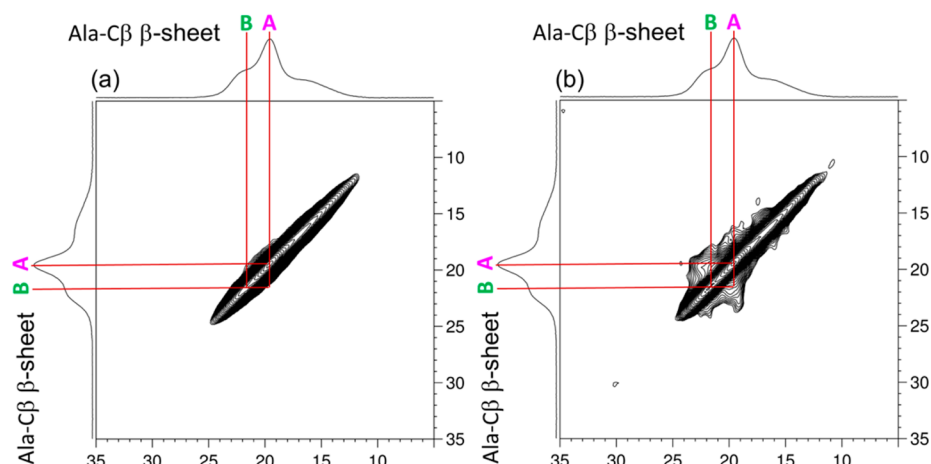 B A B A
Ala-Cβ β-sheet Ala-Cβ β-sheet
(a) (b)
10 10
15 15
A A
20 20
B B
25 25
30 30
35 35
Ala-Cβ β-sheet Ala-Cβ β-sheet
35 30 25 20 15 10 35 30 25 20 15 10